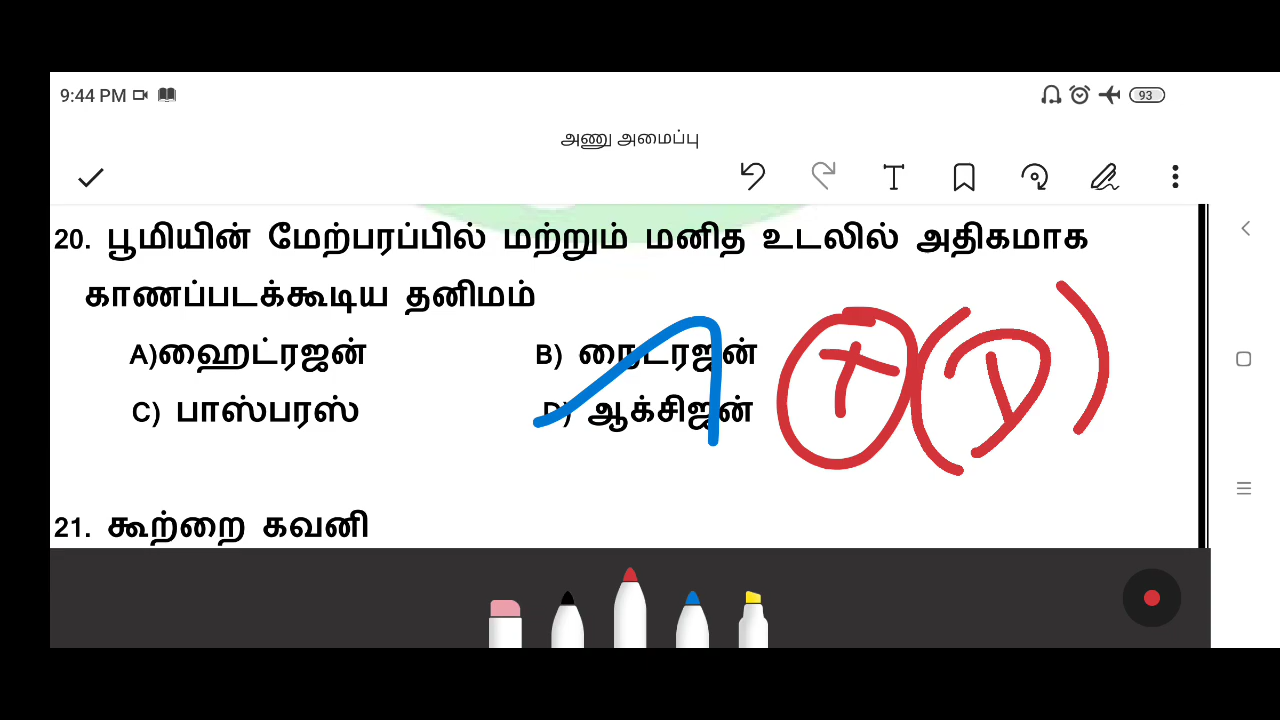 9:44 PM
93
அணு அமைப்பு
20. பூமியின் மேற்பரப்பில் மற்றும் மனித உடலில் அதிகமாக
காணப்படக்கூடிய தனிமம்
A)ஹைட்ரஜன் B) நைட்ரஜன்
C) பாஸ்பரஸ் D) ஆக்சிஜன்
21. கூற்றை கவனி